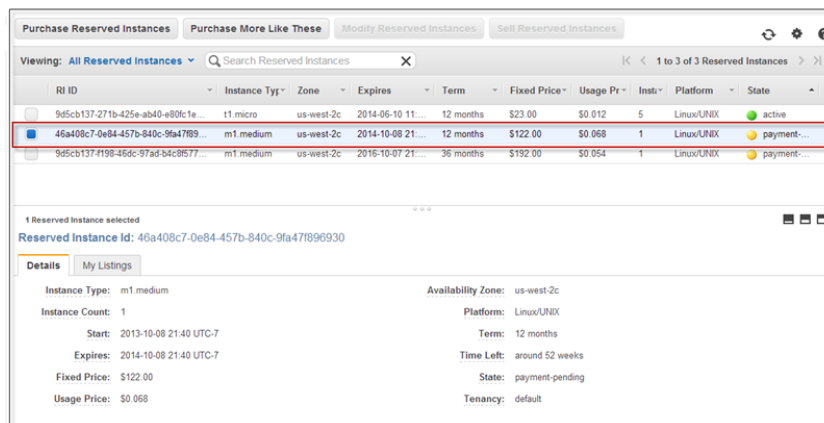 Purchase Reserved Instances Purchase More Like These Modify Reserved Instances Sell Reserved Instances
Viewing: All Reserved Instances Search Reserved Instances 1 to 3 of 3 Reserved Instances
RI ID Instance Typ Zone Expires Term Fixed Price Usage Pr Insta Platform State
9d5cb137-271b-425e-ab40-e80fc1e... t1.micro us-west-2c 2014-06-10 11:... 12 months $23.00 $0.012 5 Linux/UNIX active
46a408c7-0e84-457b-840c-9fa47f89... m1.medium us-west-2c 2014-10-08 21:... 12 months $122.00 $0.068 1 Linux/UNIX payment-...
9d5cb137-f198-46dc-97ad-b4c8f577... m1.medium us-west-2c 2016-10-07 21:... 36 months $192.00 $0.054 1 Linux/UNIX payment-...
1 Reserved Instance selected
Reserved Instance Id: 46a408c7-0e84-457b-840c-9fa47f896930
Details My Listings
Instance Type: m1.medium Availability Zone: us-west-2c
Instance Count: 1 Platform: Linux/UNIX
Start: 2013-10-08 21:40 UTC-7 Term: 12 months
Expires: 2014-10-08 21:40 UTC-7 Time Left: around 52 weeks
Fixed Price: $122.00 State: payment-pending
Usage Price: $0.068 Tenancy: default